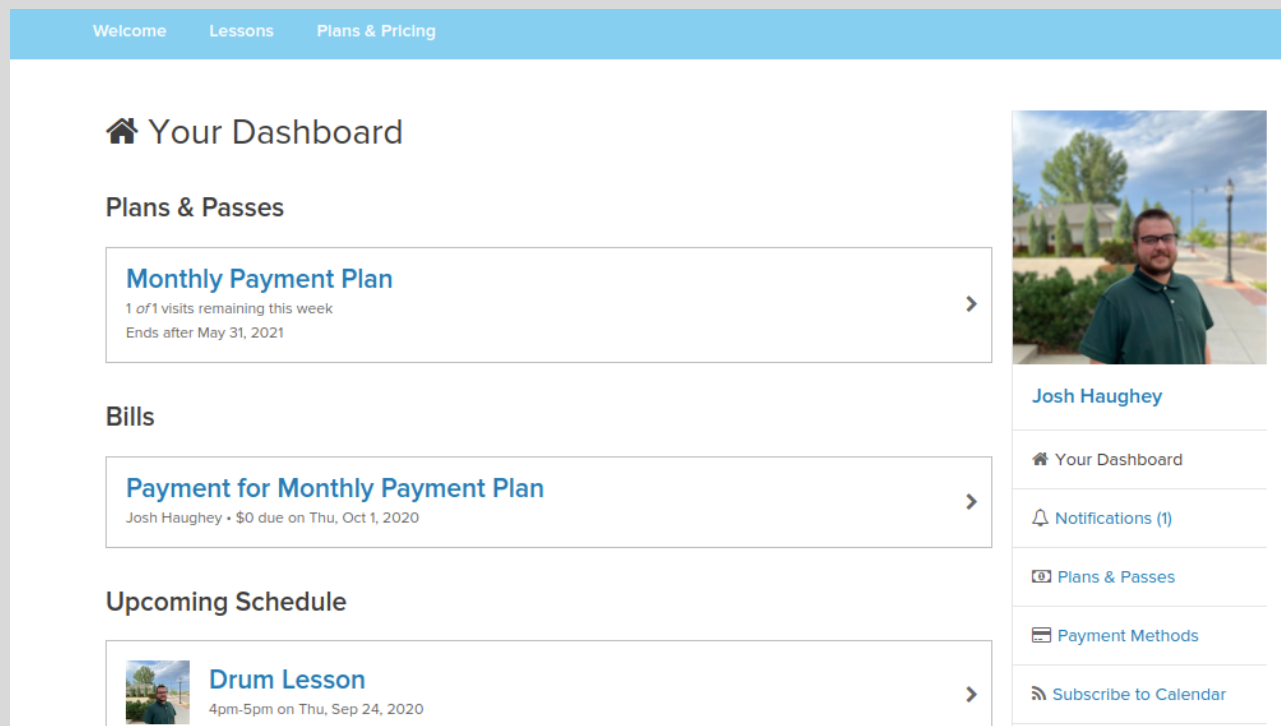 Welcome Lessons Plans & Pricing
Your Dashboard
Plans & Passes
Monthly Payment Plan
1 of 1 visits remaining this week
Ends after May 31, 2021
Bills
Payment for Monthly Payment Plan
Josh Haughey • $0 due on Thu, Oct 1, 2020
Upcoming Schedule
Drum Lesson
4pm-5pm on Thu, Sep 24, 2020
Josh Haughey
Your Dashboard
Notifications (1)
Plans & Passes
Payment Methods
Subscribe to Calendar